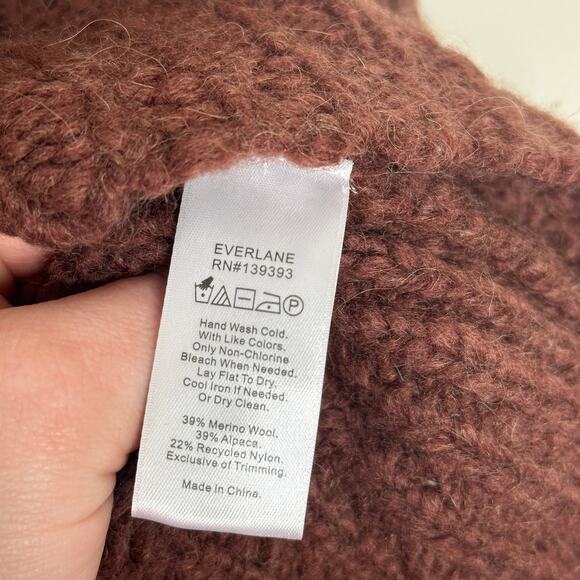 EVERLANE
RN#139393
P
Hand Wash Cold.
With Like Colors.
Only Non-Chlorine
Bleach When Needed.
Lay Flat To Dry.
Cool Iron If Needed.
Or Dry Clean.
39% Merino Wool.
39% Alpaca.
22% Recycled Nylon.
Exclusive of Trimming.
Made in China.